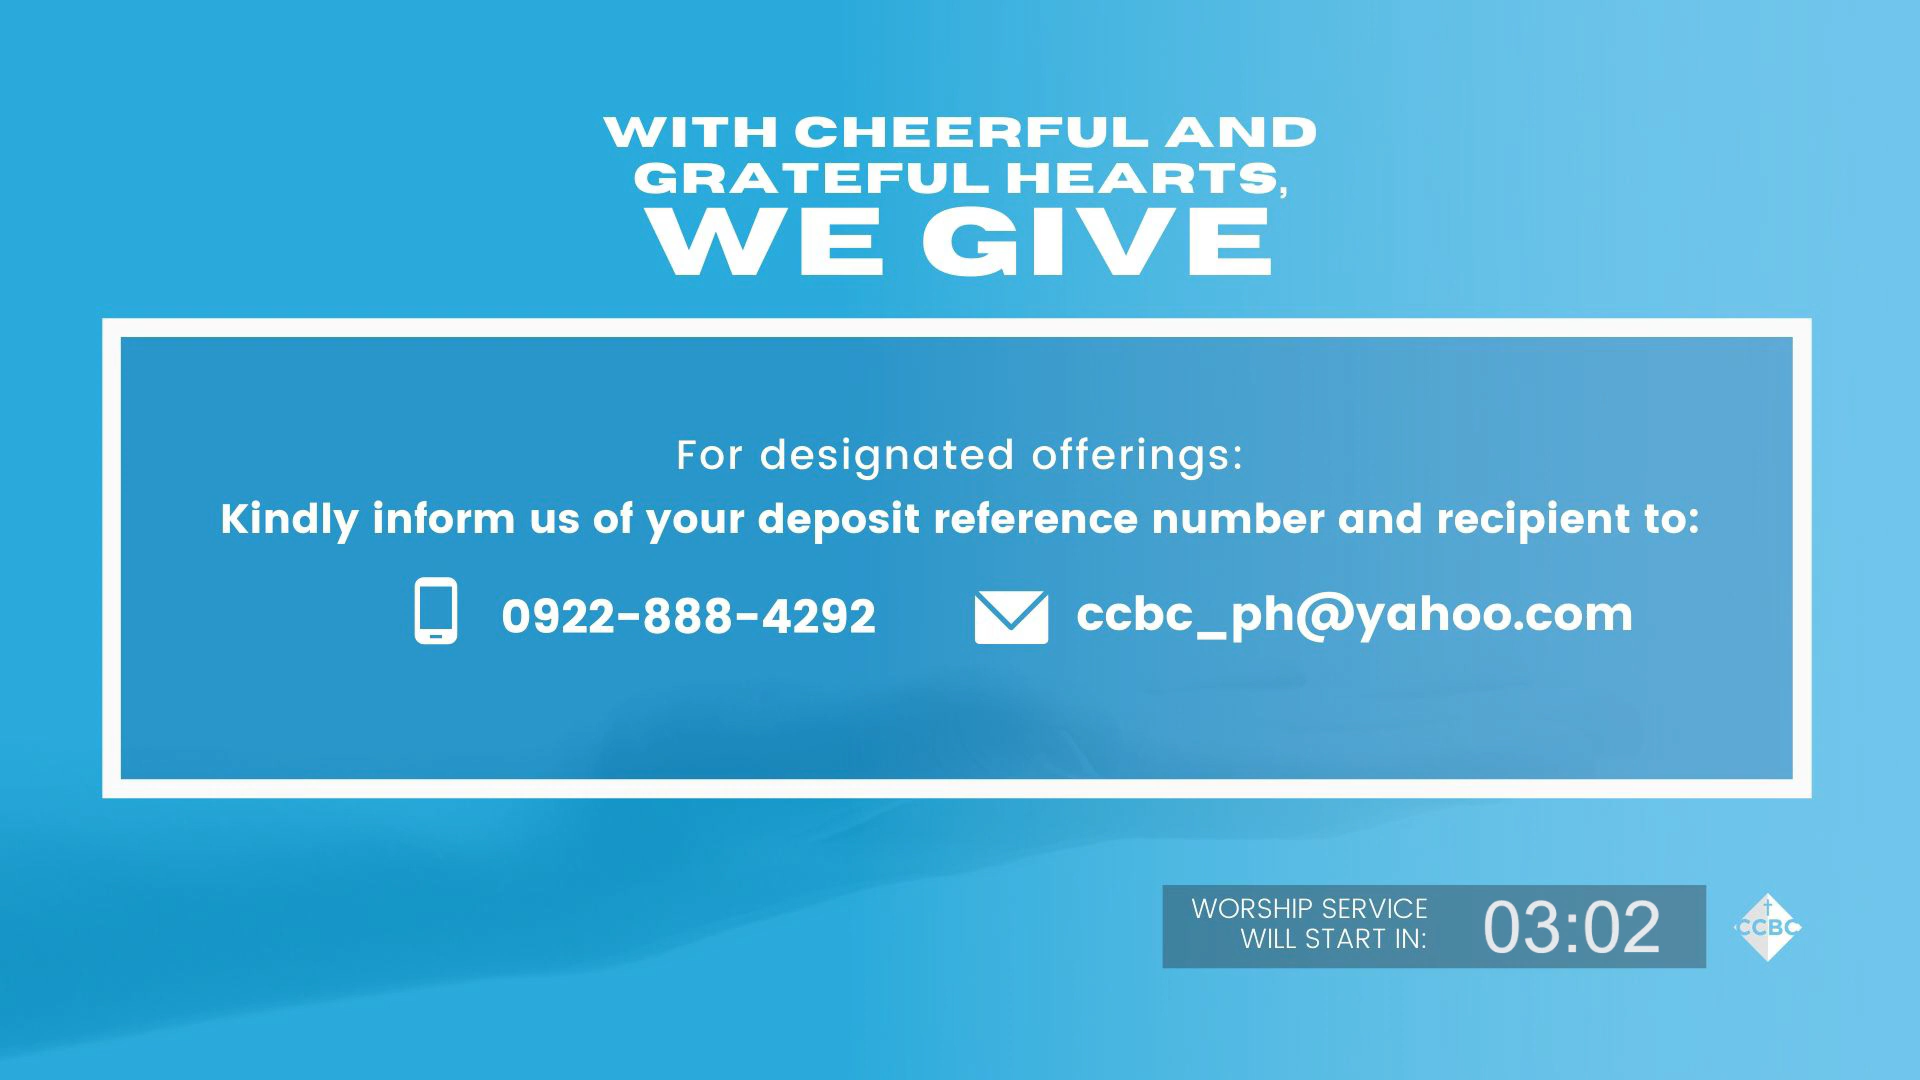 WITH CHEERFUL AND
GRATEFUL HEARTS,
WE GIVE
For designated offerings:
Kindly inform us of your deposit reference number and recipient to:
0922-888-4292
ccbc_ph@yahoo.com
WORSHIP SERVICE
WILL START IN:
03:02
CCBC